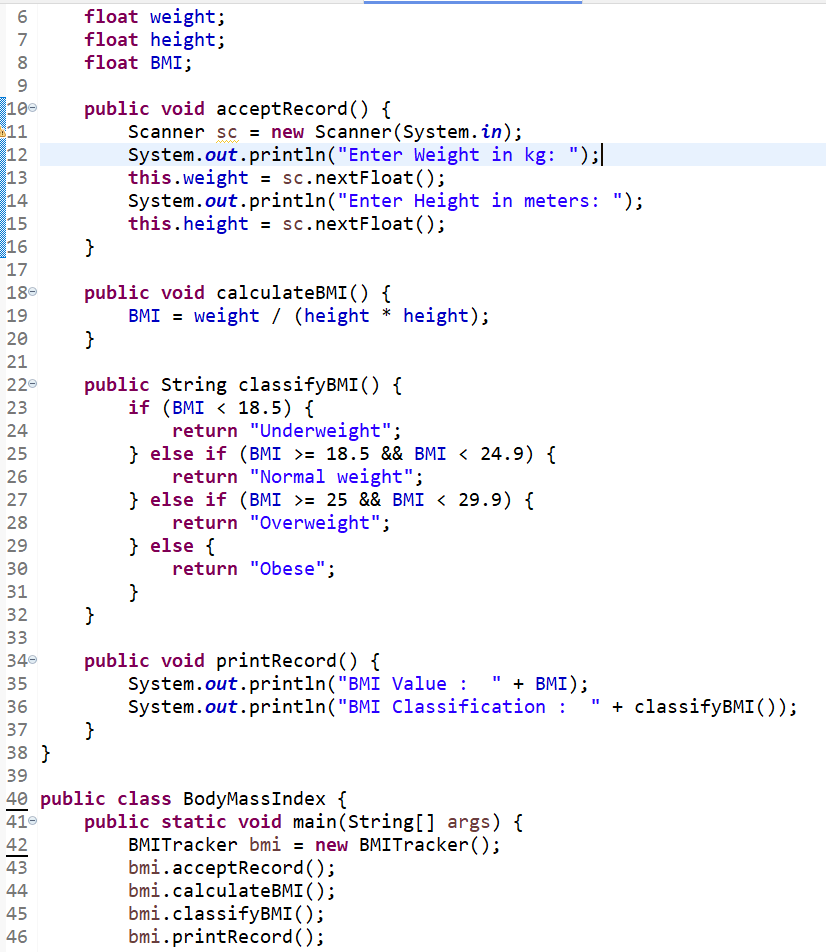 6 float weight;
7 float height;
8 float BMI;
9
10 public void acceptRecord() {
11 Scanner sc = new Scanner(System.in);
12 System.out.println("Enter Weight in kg: ");
13 this.weight = sc.nextFloat();
14 System.out.println("Enter Height in meters: ");
15 this.height = sc.nextFloat();
16 }
17
18 public void calculateBMI() {
19 BMI = weight / (height * height);
20 }
21
22 public String classifyBMI() {
23 if (BMI < 18.5) {
24 return "Underweight";
25 } else if (BMI >= 18.5 && BMI < 24.9) {
26 return "Normal weight";
27 } else if (BMI >= 25 && BMI < 29.9) {
28 return "Overweight";
29 } else {
30 return "Obese";
31 }
32 }
33
34 public void printRecord() {
35 System.out.println("BMI Value :  " + BMI);
36 System.out.println("BMI Classification :  " + classifyBMI());
37 }
38 }
39
40 public class BodyMassIndex {
41 public static void main(String[] args) {
42 BMITracker bmi = new BMITracker();
43 bmi.acceptRecord();
44 bmi.calculateBMI();
45 bmi.classifyBMI();
46 bmi.printRecord();